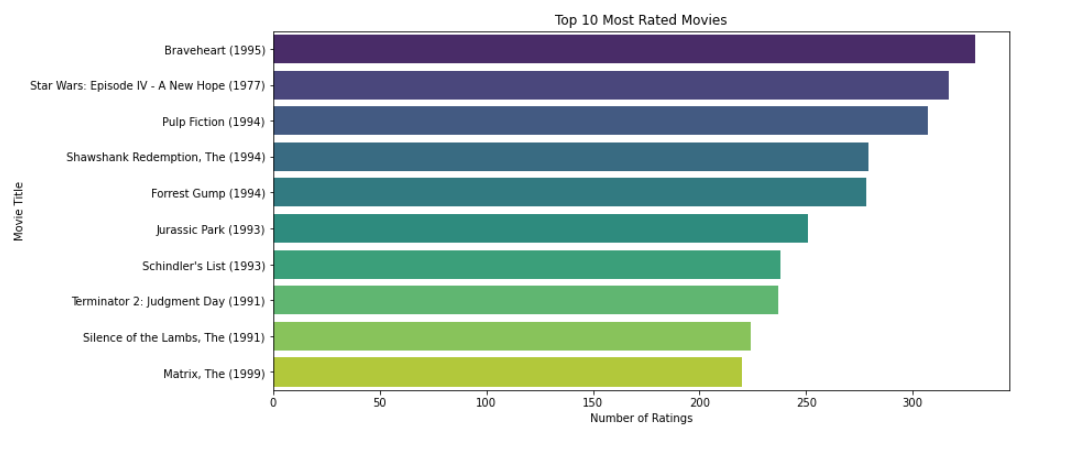 Top 10 Most Rated Movies
Movie Title
Braveheart (1995)
Star Wars: Episode IV - A New Hope (1977)
Pulp Fiction (1994)
Shawshank Redemption, The (1994)
Forrest Gump (1994)
Jurassic Park (1993)
Schindler's List (1993)
Terminator 2: Judgment Day (1991)
Silence of the Lambs, The (1991)
Matrix, The (1999)
0 50 100 150 200 250 300
Number of Ratings